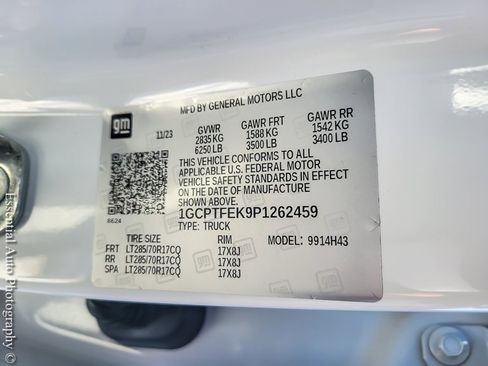 MFD BY GENERAL MOTORS LLC
gm
11/23 GVWR GAWR FRT GAWR RR
2835 KG 1588 KG 1542 KG
6250 LB 3500 LB 3400 LB
THIS VEHICLE CONFORMS TO ALL
APPLICABLE U.S. FEDERAL MOTOR
VEHICLE SAFETY STANDARDS IN EFFECT
ON THE DATE OF MANUFACTURE
SHOWN ABOVE
8624
1GCPTFEK9P1262459
TYPE: TRUCK
TIRE SIZE RIM MODEL: 9914H43
FRT LT285/70R17CQ 17X8J
RR LT285/70R17CQ 17X8J
SPA LT285/70R17CQ 17X8J
© Essential Auto Photography